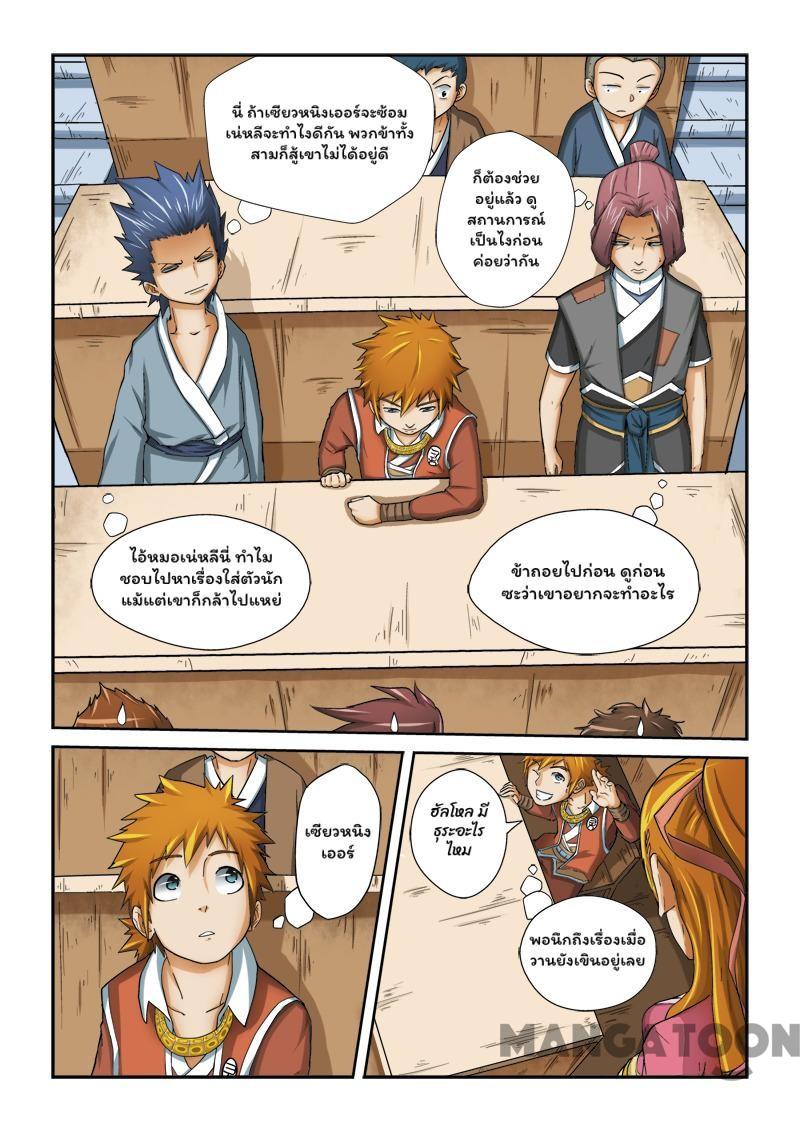 นี่ ถ้าเซียวหนิงเออร์จะซ้อม
เน่หลีจะทำไงดีกัน พวกข้าทั้ง
สามก็สู้เขาไม่ได้อยู่ดี
ก็ต้องช่วย
อยู่แล้ว ดู
สถานการณ์
เป็นไงก่อน
ค่อยว่ากัน
ไอ้หมอเน่หลีนี่ ทำไม
ชอบไปหาเรื่องใส่ตัวนัก
แม้แต่เขาก็กล้าไปแหย่
ข้าถอยไปก่อน ดูก่อน
ซะว่าเขาอยากจะทำอะไร
เซียวหนิง
เออร์
ฮัลโหล มี
ธุระอะไร
ไหม
พอนึกถึงเรื่องเมื่อ
วานยังเขินอยู่เลย
MANGATOON